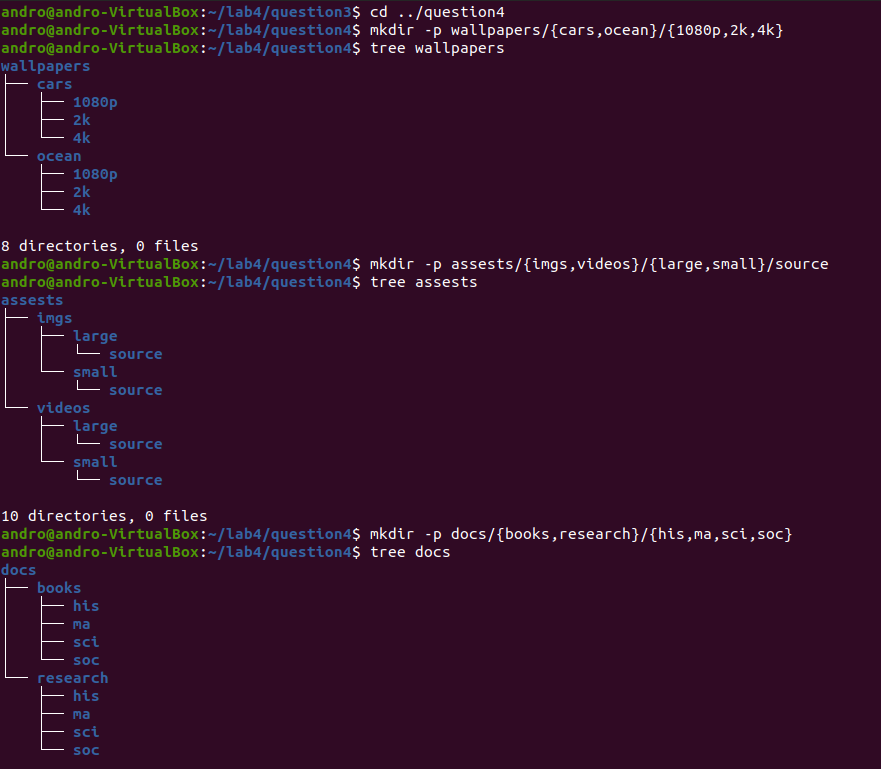 andro@andro-VirtualBox:~/lab4/question3$ cd ../question4
andro@andro-VirtualBox:~/lab4/question4$ mkdir -p wallpapers/{cars,ocean}/{1080p,2k,4k}
andro@andro-VirtualBox:~/lab4/question4$ tree wallpapers
wallpapers
├── cars
│   ├── 1080p
│   ├── 2k
│   └── 4k
└── ocean
    ├── 1080p
    ├── 2k
    └── 4k

8 directories, 0 files
andro@andro-VirtualBox:~/lab4/question4$ mkdir -p assests/{imgs,videos}/{large,small}/source
andro@andro-VirtualBox:~/lab4/question4$ tree assests
assests
├── imgs
│   ├── large
│   │   └── source
│   └── small
│       └── source
└── videos
    ├── large
    │   └── source
    └── small
        └── source

10 directories, 0 files
andro@andro-VirtualBox:~/lab4/question4$ mkdir -p docs/{books,research}/{his,ma,sci,soc}
andro@andro-VirtualBox:~/lab4/question4$ tree docs
docs
├── books
│   ├── his
│   ├── ma
│   ├── sci
│   └── soc
└── research
    ├── his
    ├── ma
    ├── sci
    └── soc